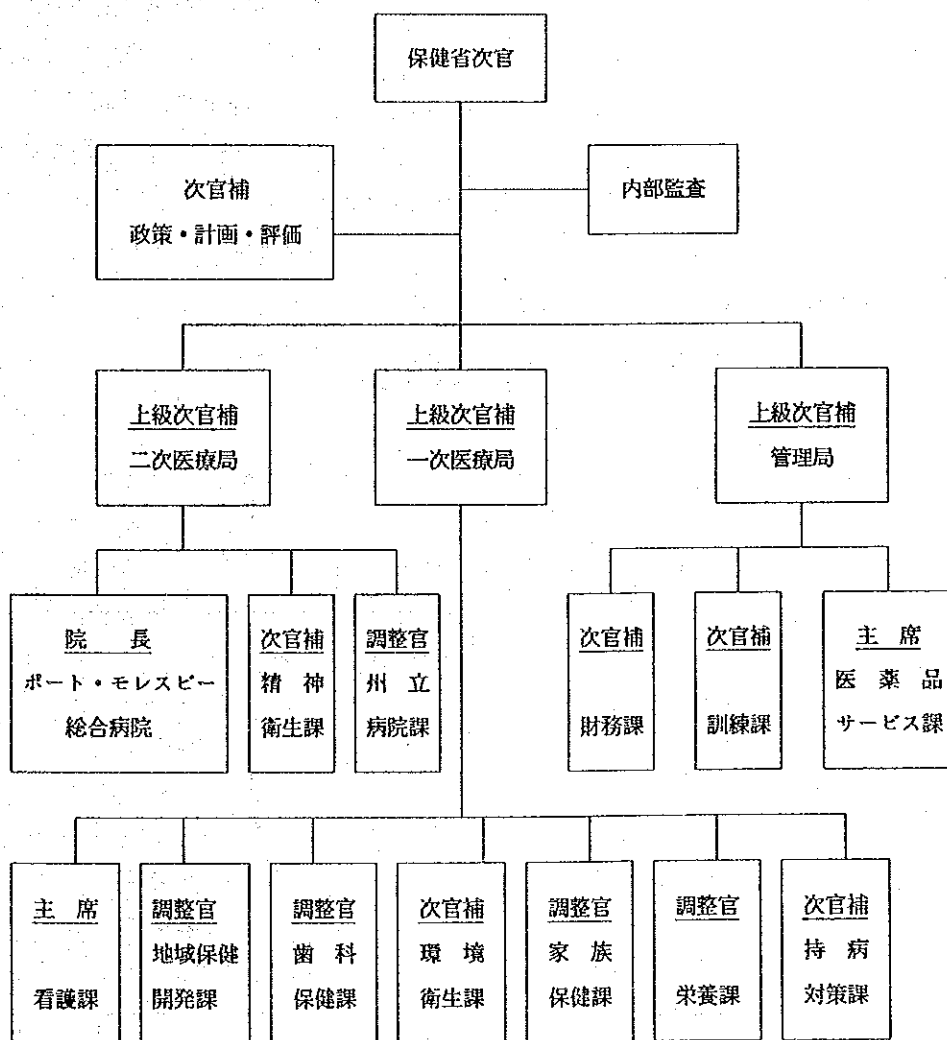 保健省次官
次官補
政策・計画・評価
内部監査
上級次官補
二次医療局
上級次官補
一次医療局
上級次官補
管理局
院 長
ポート・モレスビー
総合病院
次官補
精 神
衛生課
調整官
州 立
病院課
次官補
財務課
次官補
訓練課
主 席
医 薬 品
サービス課
主 席
看護課
調整官
地域保健
開発課
調整官
歯 科
保健課
次官補
環 境
衛生課
調整官
家 族
保健課
調整官
栄養課
次官補
持 病
対策課